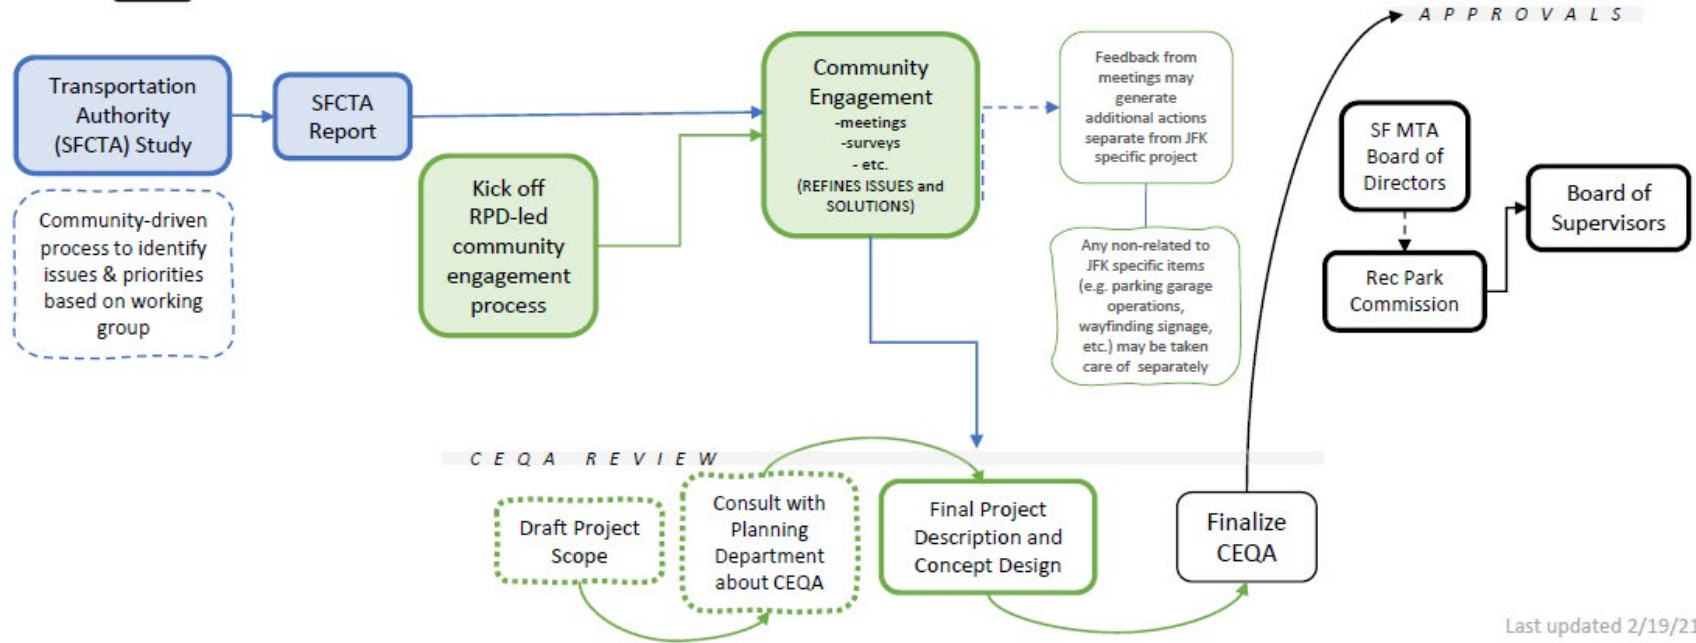 APPROVALS
Transportation
Authority
(SFCTA) Study
SFCTA
Report
Community
Engagement
-meetings
-surveys
- etc.
(REFINES ISSUES and
SOLUTIONS)
Feedback from
meetings may
generate
additional actions
separate from JFK
specific project
SF MTA
Board of
Directors
Board of
Supervisors
Kick off
RPD-led
community
engagement
process
Community-driven
process to identify
issues & priorities
based on working
group
Any non-related to
JFK specific items
(e.g. parking garage
operations,
wayfinding signage,
etc.) may be taken
care of separately
Rec Park
Commission
CEQA REVIEW
Draft Project
Scope
Consult with
Planning
Department
about CEQA
Final Project
Description and
Concept Design
Finalize
CEQA
Last updated 2/19/21